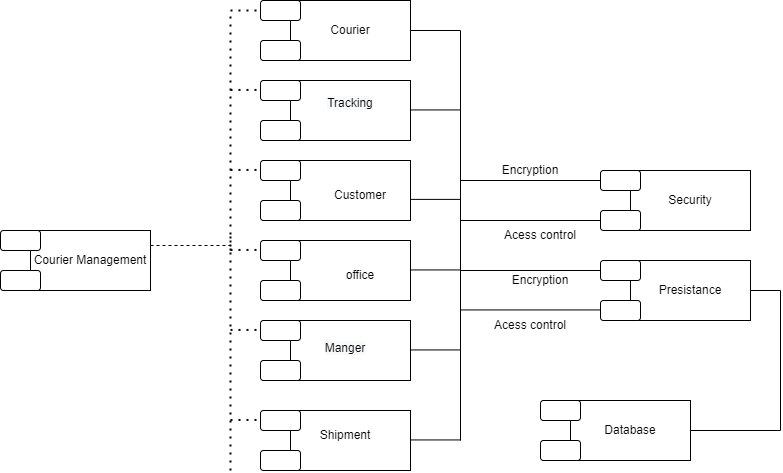 Courier
Tracking
Encryption
Customer
Security
Acess control
Courier Management
office
Encryption
Presistance
Acess control
Manger
Shipment
Database